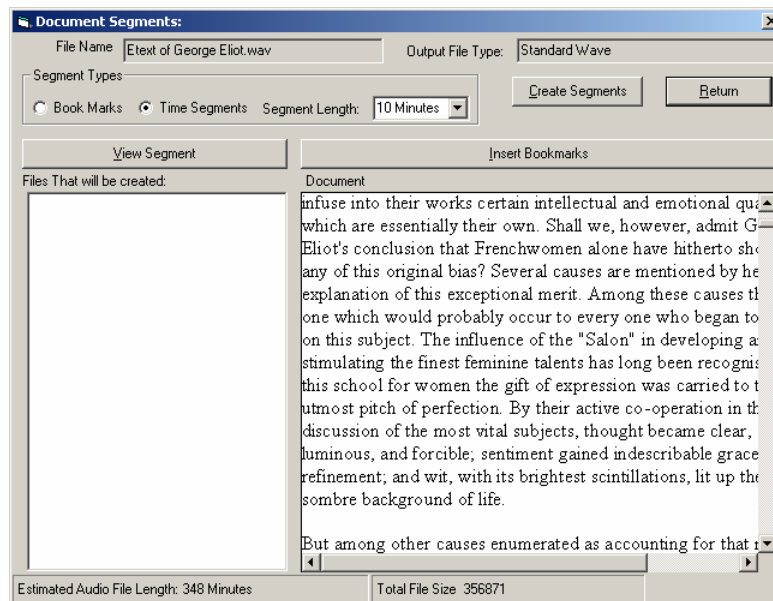 Document Segments:
File Name Etext of George Eliot.wav Output File Type: Standard Wave
Segment Types
Book Marks Time Segments Segment Length: 10 Minutes Create Segments Return
View Segment Insert Bookmarks
Files That will be created: Document
infuse into their works certain intellectual and emotional qua
which are essentially their own. Shall we, however, admit G
Eliot's conclusion that Frenchwomen alone have hitherto sho
any of this original bias? Several causes are mentioned by he
explanation of this exceptional merit. Among these causes th
one which would probably occur to every one who began to
on this subject. The influence of the "Salon" in developing a
stimulating the finest feminine talents has long been recognis
this school for women the gift of expression was carried to t
utmost pitch of perfection. By their active co-operation in th
discussion of the most vital subjects, thought became clear,
luminous, and forcible; sentiment gained indescribable grace
refinement; and wit, with its brightest scintillations, lit up the
sombre background of life.
But among other causes enumerated as accounting for that
Estimated Audio File Length: 348 Minutes Total File Size 356871